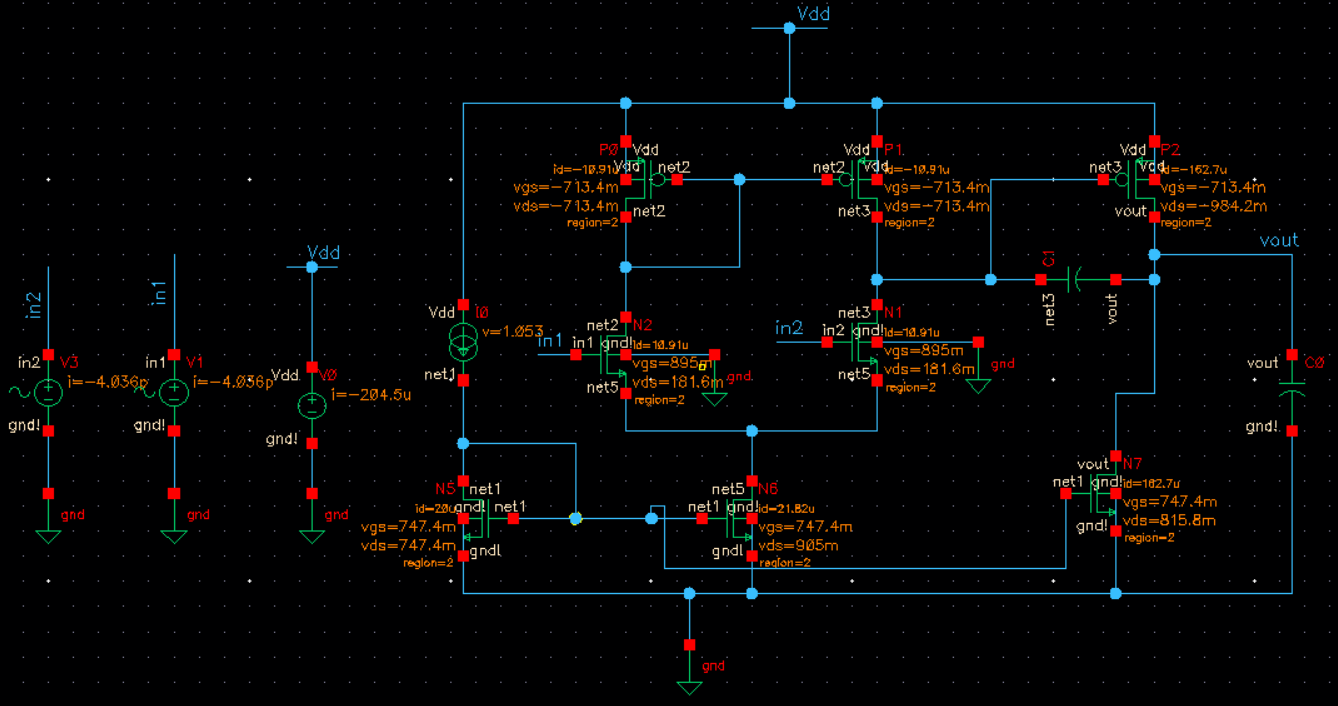 Vdd
P0
Vdd
net2
id=-10.91u
Vdd
vgs=-713.4m
vds=-713.4m
net2
region=2
P1
Vdd
net2
id=-10.91u
Vdd
vgs=-713.4m
vds=-713.4m
net3
region=2
P2
Vdd
net3
id=-162.7u
Vdd
vgs=-713.4m
vds=-984.2m
vout
region=2
vout
in2
in1
Vdd
in2
V3
i=-4.036p
gnd!
gnd
in1
V1
i=-4.036p
gnd!
gnd
Vdd
V0
i=-204.5u
gnd!
gnd
Vdd
I0
v=1.053
net1
in1
net2
N2
in1
gnd!
id=10.91u
vgs=895m
vds=181.6m
net5
region=2
gnd
in2
net3
N1
in2
gnd!
id=10.91u
vgs=895m
vds=181.6m
net5
region=2
gnd
C1
net3
vout
vout
C0
gnd!
N5
net1
id=20u
gnd!
net1
vgs=747.4m
vds=747.4m
gnd!
region=2
net5
N6
net1
gnd!
id=21.82u
vgs=747.4m
vds=905m
gnd!
region=2
vout
N7
net1
gnd!
id=162.7u
vgs=747.4m
vds=815.8m
gnd!
region=2
gnd